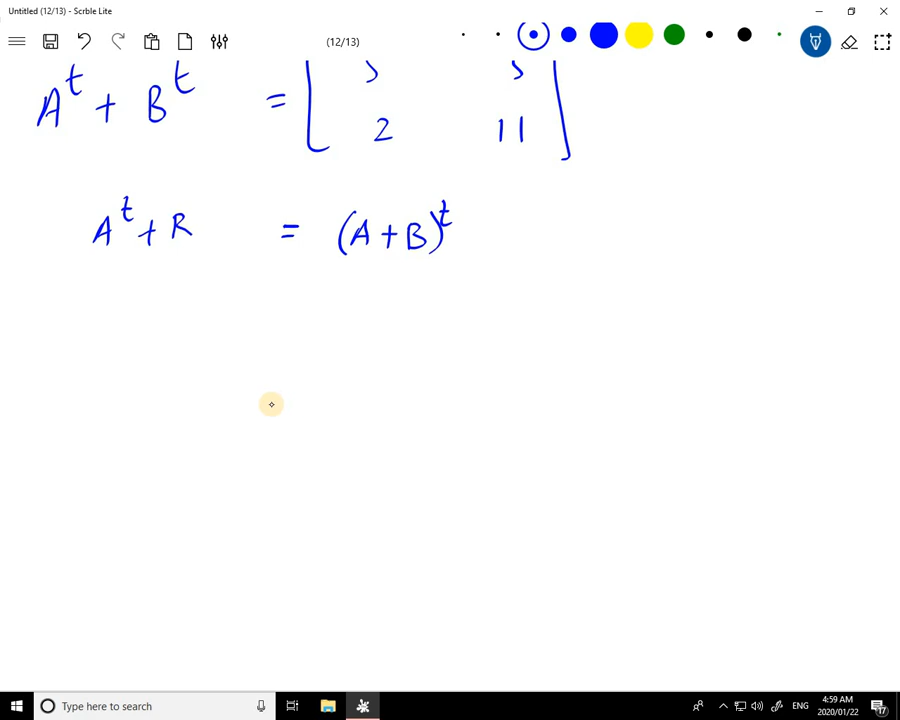 Untitled (12/13) - Scrble Lite
(12/13)
A^t + B^t = [
2 11 ]
A^t + R = (A + B)^t
Type here to search
ENG
4:59 AM
2020/01/22
17